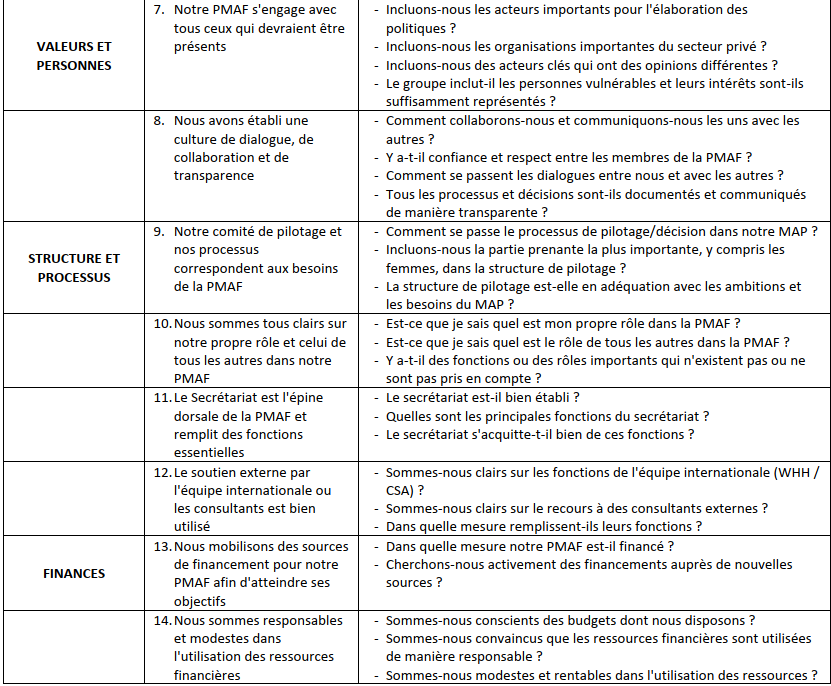 VALEURS ET
PERSONNES
7. Notre PMAF s'engage avec
tous ceux qui devraient être
présents
- Incluons-nous les acteurs importants pour l'élaboration des
politiques ?
- Incluons-nous les organisations importantes du secteur privé ?
- Incluons-nous des acteurs clés qui ont des opinions différentes ?
- Le groupe inclut-il les personnes vulnérables et leurs intérêts sont-ils
suffisamment représentés ?
8. Nous avons établi une
culture de dialogue, de
collaboration et de
transparence
- Comment collaborons-nous et communiquons-nous les uns avec les
autres ?
- Y a-t-il confiance et respect entre les membres de la PMAF ?
- Comment se passent les dialogues entre nous et avec les autres ?
- Tous les processus et décisions sont-ils documentés et communiqués
de manière transparente ?
STRUCTURE ET
PROCESSUS
9. Notre comité de pilotage et
nos processus
correspondent aux besoins
de la PMAF
- Comment se passe le processus de pilotage/décision dans notre MAP ?
- Incluons-nous la partie prenante la plus importante, y compris les
femmes, dans la structure de pilotage ?
- La structure de pilotage est-elle en adéquation avec les ambitions et
les besoins du MAP ?
10. Nous sommes tous clairs sur
notre propre rôle et celui de
tous les autres dans notre
PMAF
- Est-ce que je sais quel est mon propre rôle dans la PMAF ?
- Est-ce que je sais quel est le rôle de tous les autres dans la PMAF ?
- Y a-t-il des fonctions ou des rôles importants qui n'existent pas ou ne
sont pas pris en compte ?
11. Le Secrétariat est l'épine
dorsale de la PMAF et
remplit des fonctions
essentielles
- Le secrétariat est-il bien établi ?
- Quelles sont les principales fonctions du secrétariat ?
- Le secrétariat s'acquitte-t-il bien de ces fonctions ?
12. Le soutien externe par
l'équipe internationale ou
les consultants est bien
utilisé
- Sommes-nous clairs sur les fonctions de l'équipe internationale (WHH /
CSA) ?
- Sommes-nous clairs sur le recours à des consultants externes ?
- Dans quelle mesure remplissent-ils leurs fonctions ?
FINANCES
13. Nous mobilisons des sources
de financement pour notre
PMAF afin d'atteindre ses
objectifs
- Dans quelle mesure notre PMAF est-il financé ?
- Cherchons-nous activement des financements auprès de nouvelles
sources ?
14. Nous sommes responsables
et modestes dans
l'utilisation des ressources
financières
- Sommes-nous conscients des budgets dont nous disposons ?
- Sommes-nous convaincus que les ressources financières sont utilisées
de manière responsable ?
- Sommes-nous modestes et rentables dans l'utilisation des ressources ?